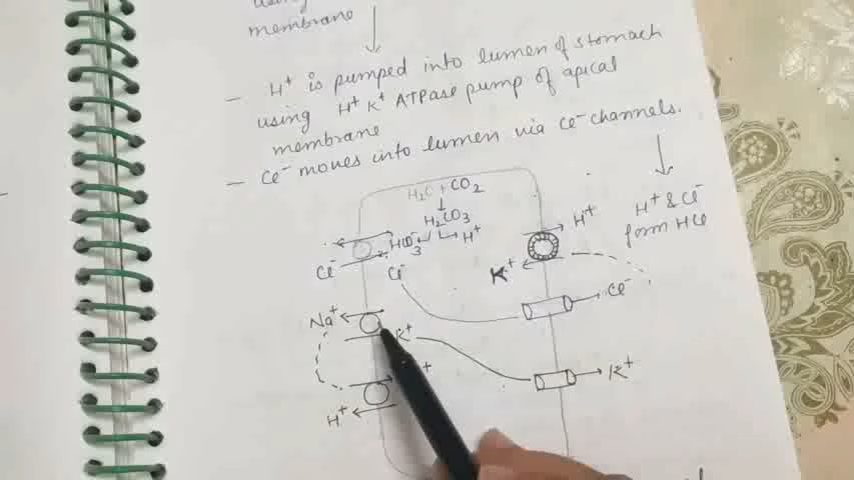 using
membrane
- H⁺ is pumped into lumen of stomach
using H⁺ K⁺ ATPase pump of apical
membrane
- Cl⁻ moves into lumen via Cl⁻ channels.
H⁺ & Cl⁻
form HCl
H₂O + CO₂
H₂CO₃
HCO₃⁻ H⁺
Cl⁻ Cl⁻
H⁺
K⁺
Cl⁻
Na⁺ K⁺
K⁺
H⁺